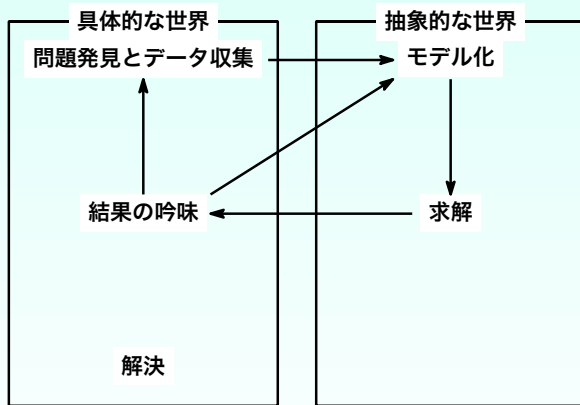 具体的な世界
抽象的な世界
問題発見とデータ収集
モデル化
結果の吟味
求解
解決